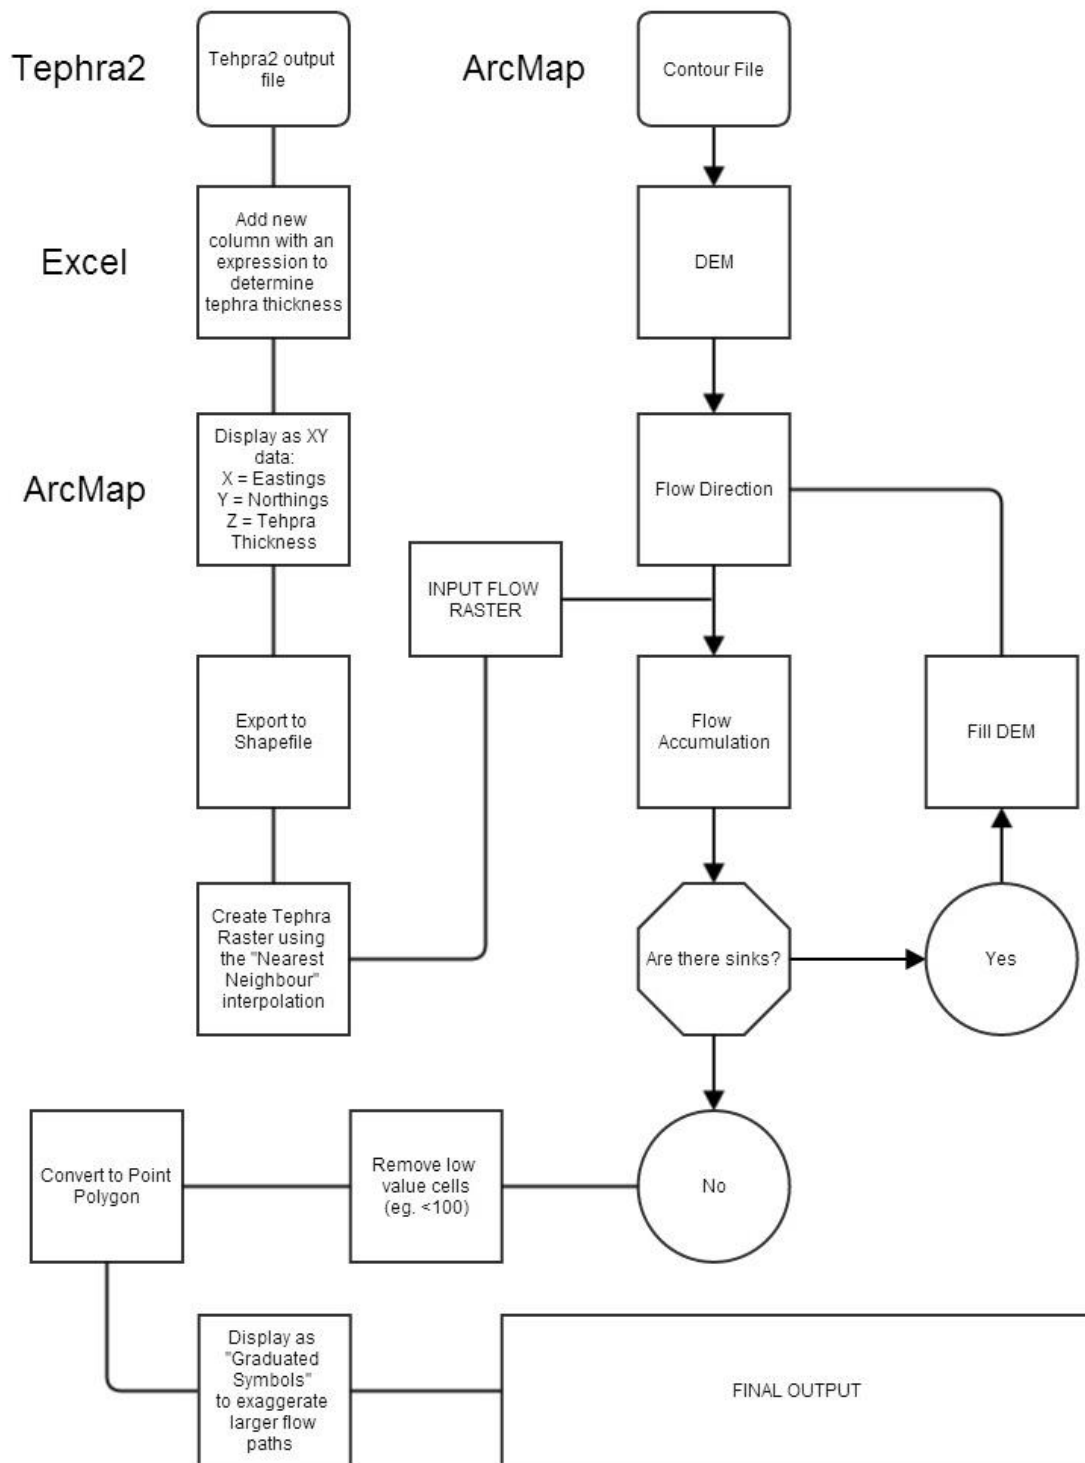 Tephra2
Tehpra2 output
file
ArcMap
Contour File
Excel
Add new
column with an
expression to
determine
tephra thickness
DEM
ArcMap
Display as XY
data:
X = Eastings
Y = Northings
Z = Tehpra
Thickness
Flow Direction
INPUT FLOW
RASTER
Export to
Shapefile
Flow
Accumulation
Fill DEM
Create Tephra
Raster using
the "Nearest
Neighbour"
interpolation
Are there sinks?
Yes
Convert to Point
Polygon
Remove low
value cells
(eg. <100)
No
Display as
"Graduated
Symbols"
to exaggerate
larger flow
paths
FINAL OUTPUT